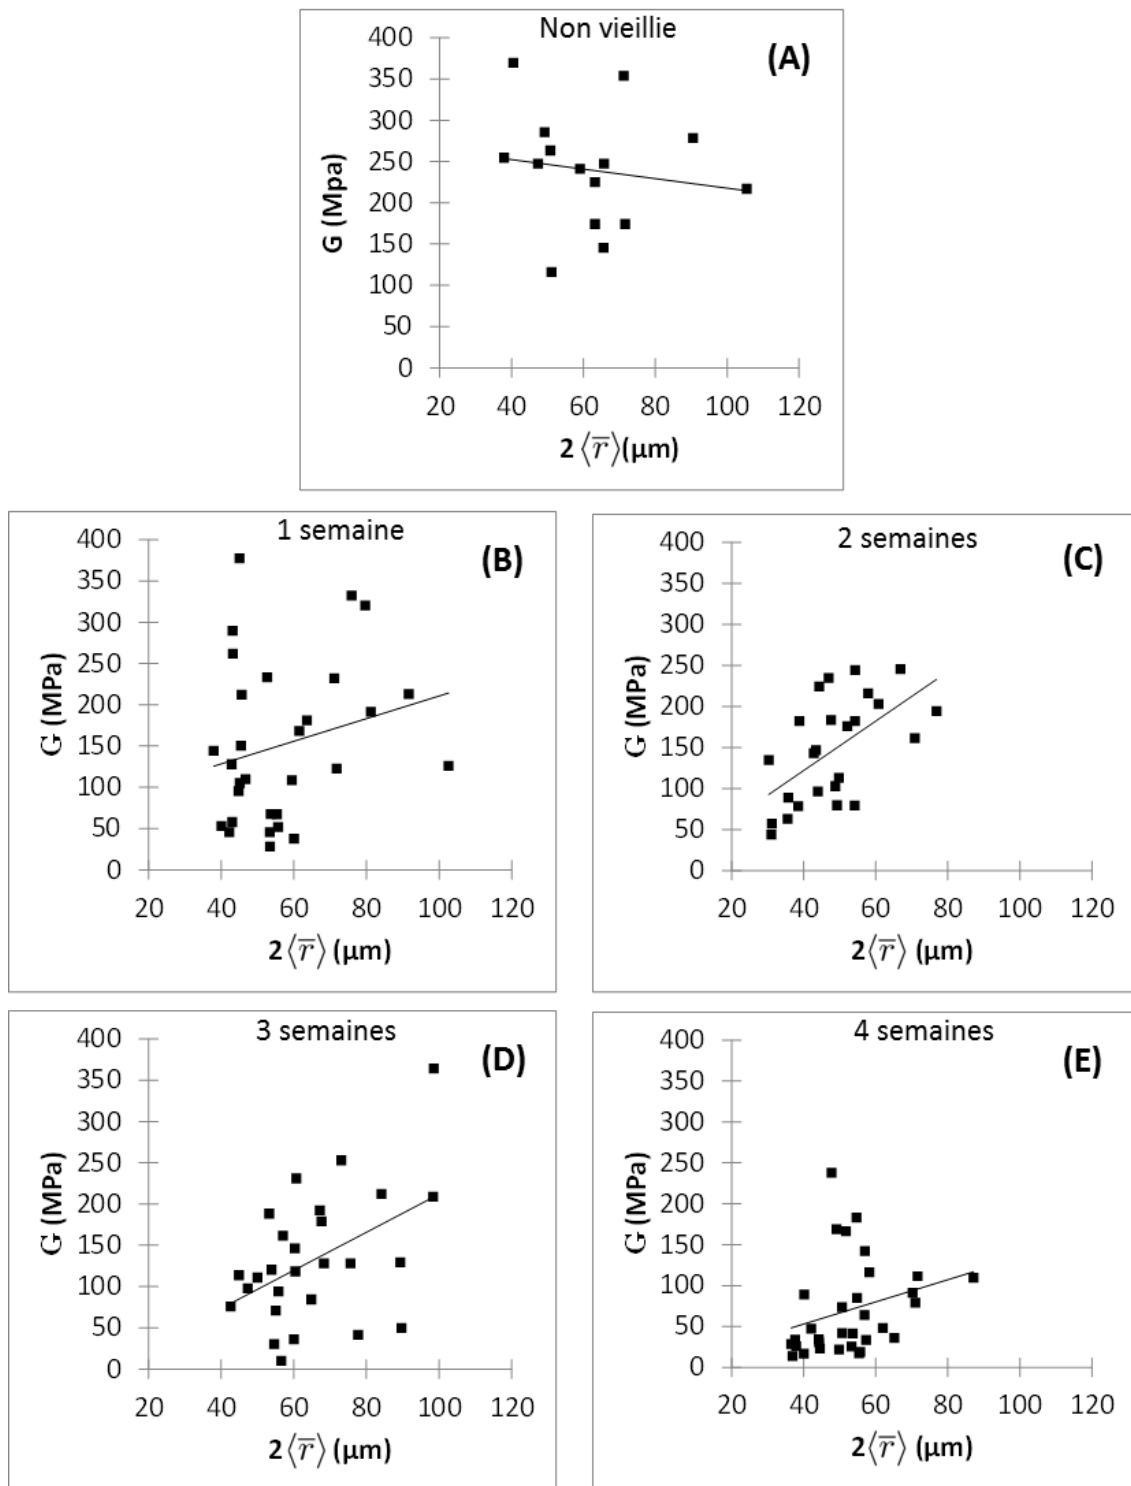 Non vieillie
(A)
400
350
300
250
200
150
100
50
0
G (Mpa)
20 40 60 80 100 120
2⟨r̅⟩(µm)
1 semaine
(B)
400
350
300
250
200
150
100
50
0
G (MPa)
20 40 60 80 100 120
2⟨r̅⟩ (µm)
2 semaines
(C)
400
350
300
250
200
150
100
50
0
G (MPa)
20 40 60 80 100 120
2⟨r̅⟩ (µm)
3 semaines
(D)
400
350
300
250
200
150
100
50
0
G (MPa)
20 40 60 80 100 120
2⟨r̅⟩ (µm)
4 semaines
(E)
400
350
300
250
200
150
100
50
0
G (MPa)
20 40 60 80 100 120
2⟨r̅⟩ (µm)